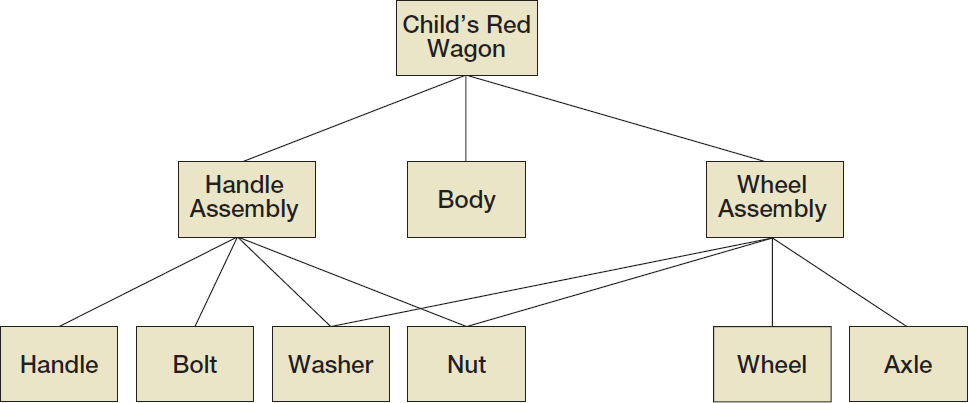 Child’s Red
Wagon
Handle
Assembly
Body
Wheel
Assembly
Handle
Bolt
Washer
Nut
Wheel
Axle